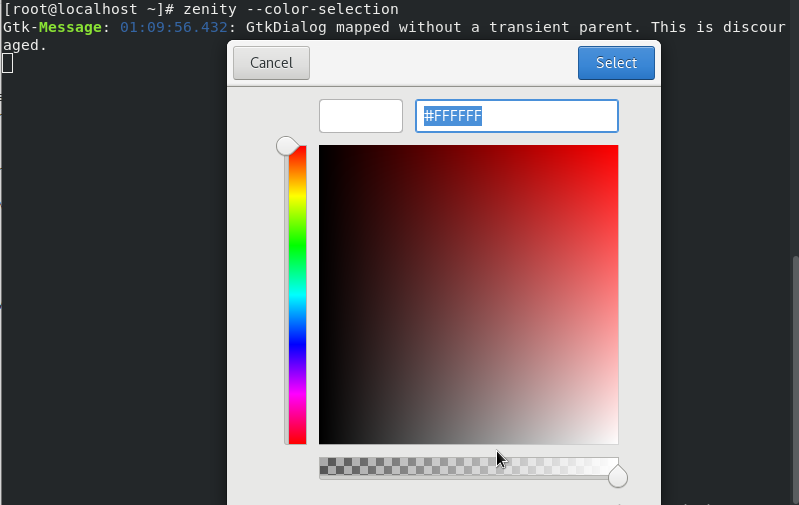 [root@localhost ~]# zenity --color-selection
Gtk-Message: 01:09:56.432: GtkDialog mapped without a transient parent. This is discour
aged.
Cancel
Select
#FFFFFF